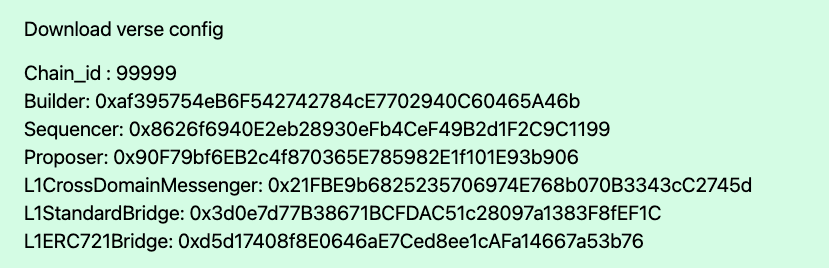 Download verse config
Chain_id : 99999
Builder: 0xaf395754eB6F542742784cE7702940C60465A46b
Sequencer: 0x8626f6940E2eb28930eFb4CeF49B2d1F2C9C1199
Proposer: 0x90F79bf6EB2c4f870365E785982E1f101E93b906
L1CrossDomainMessenger: 0x21FBE9b6825235706974E768b070B3343cC2745d
L1StandardBridge: 0x3d0e7d77B38671BCFDAC51c28097a1383F8fEF1C
L1ERC721Bridge: 0xd5d17408f8E0646aE7Ced8ee1cAFa14667a53b76